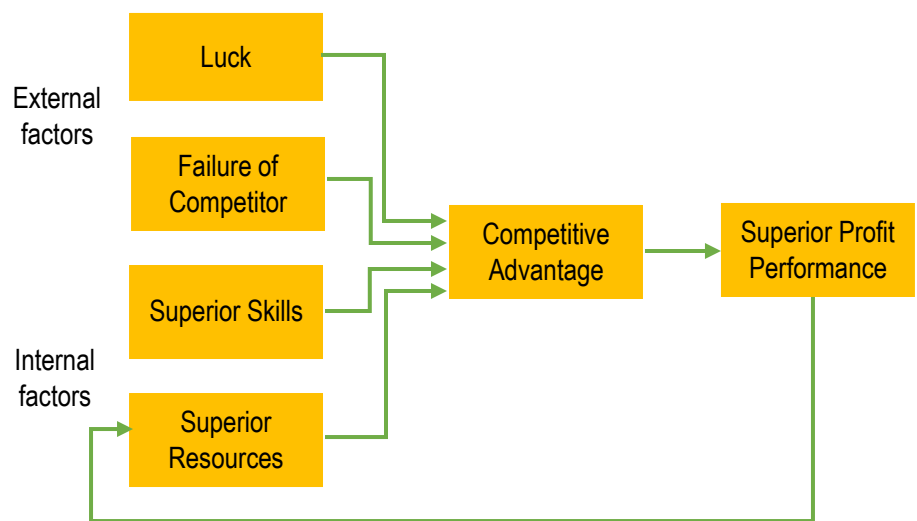 Luck
External
factors
Failure of
Competitor
Competitive
Advantage
Superior Profit
Performance
Superior Skills
Internal
factors
Superior
Resources